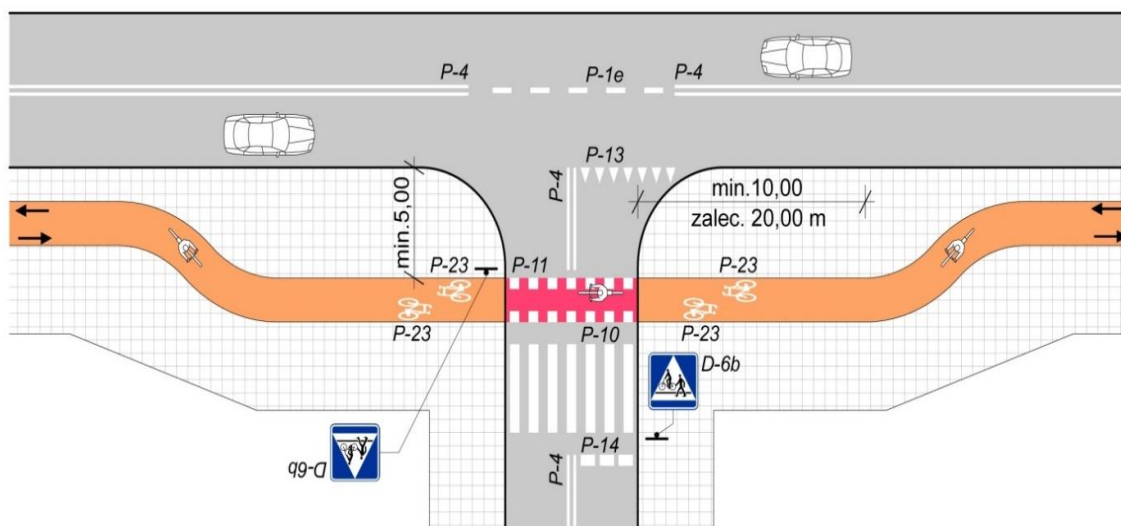 P-4
P-1e
P-4
P-13
P-4
min.5,00
min.10,00
zalec. 20,00 m
P-23
P-11
P-23
P-23
P-10
P-23
D-6b
D-6b
P-14
P-4